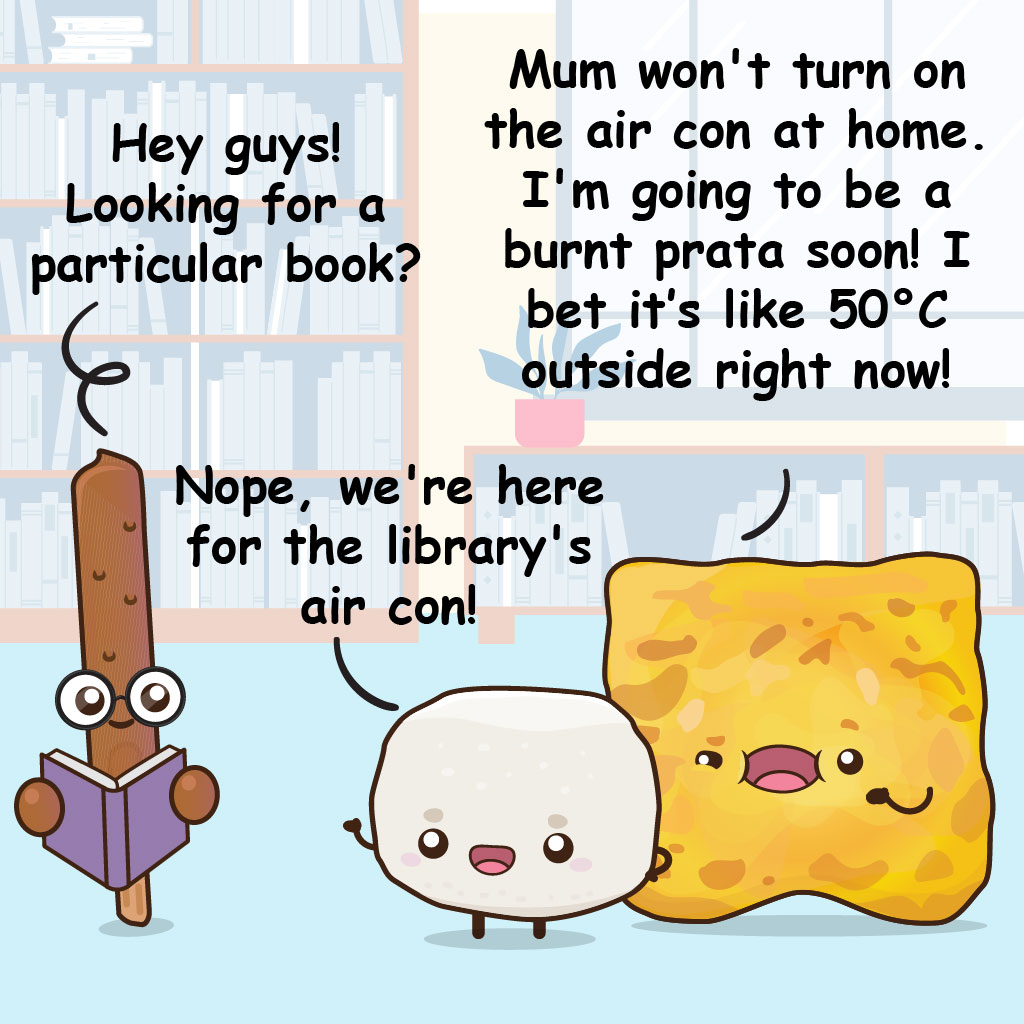 Hey guys!
Looking for a
particular book?
Nope, we're here
for the library's
air con!
Mum won't turn on
the air con at home.
I'm going to be a
burnt prata soon! I
bet it’s like 50°C
outside right now!